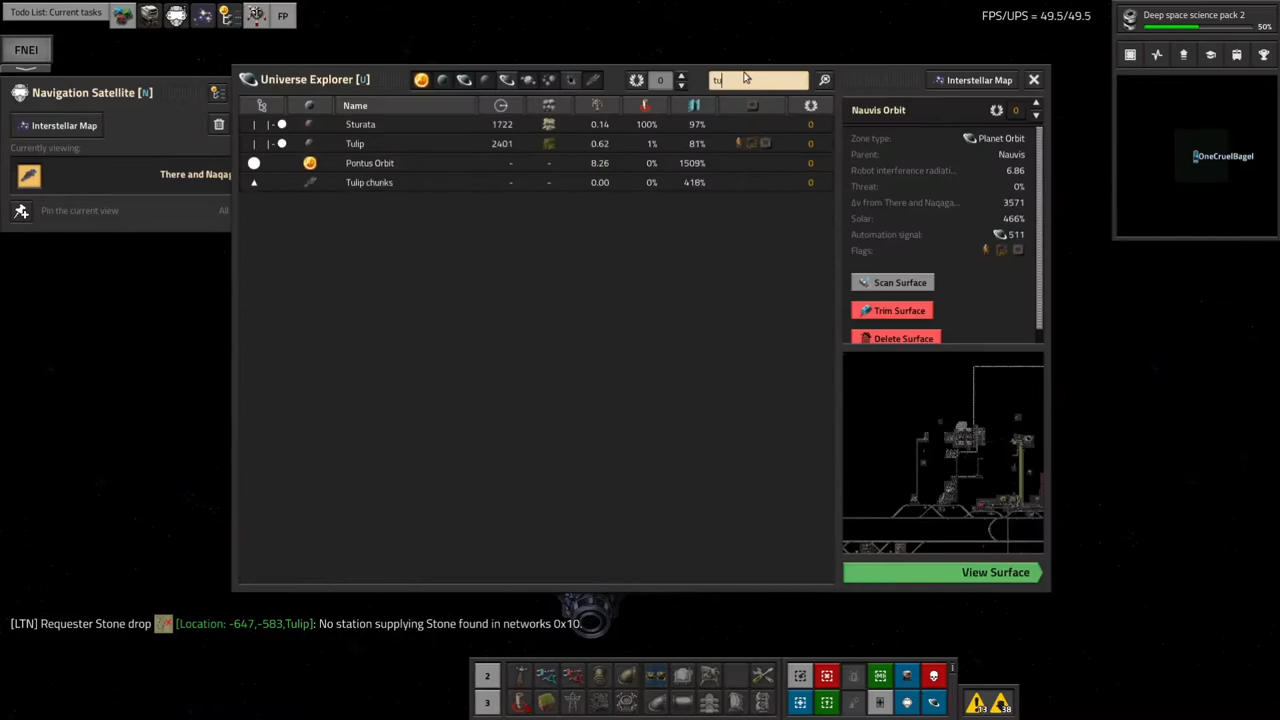 Todo List: Current tasks
FP
FPS/UPS = 49.5/49.5
Deep space science pack 2
50%
FNEI
Navigation Satellite [N]
Interstellar Map
Currently viewing:
There and Naqag
Pin the current view
All
Universe Explorer [U]
0
tu
Interstellar Map
Name
Sturata 1722 0.14 100% 97% 0
Tulip 2401 0.62 1% 81% 0
Pontus Orbit - - 8.26 0% 1509% 0
Tulip chunks - - 0.00 0% 418% 0
Nauvis Orbit 0
Zone type: Planet Orbit
Parent: Nauvis
Robot interference radiati... 6.86
Threat: 0%
Δv from There and Naqaga... 3571
Solar: 466%
Automation signal: 511
Flags:
Scan Surface
Trim Surface
Delete Surface
View Surface
OneCruelBagel
[LTN] Requester Stone drop [Location: -647,-583,Tulip]: No station supplying Stone found in networks 0x10.
2
3
13
38